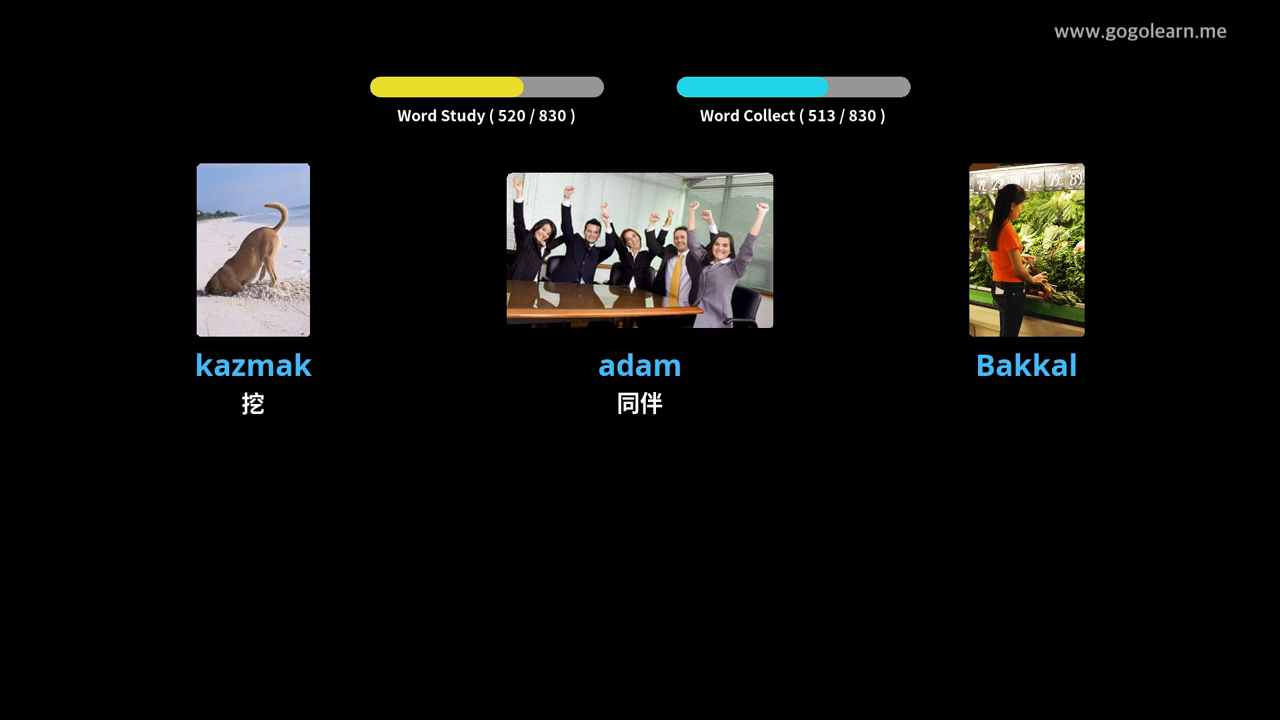 www.gogolearn.me
Word Study ( 520 / 830 )
Word Collect ( 513 / 830 )
kazmak
adam
Bakkal
挖
同伴